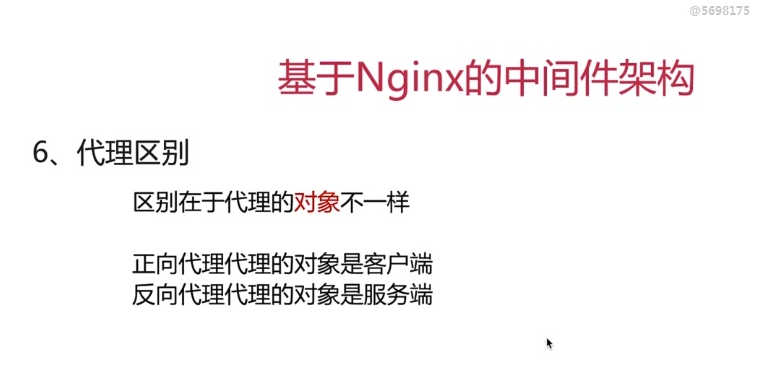 @5698175
基于Nginx的中间件架构
6、代理区别
区别在于代理的对象不一样
正向代理代理的对象是客户端
反向代理代理的对象是服务端